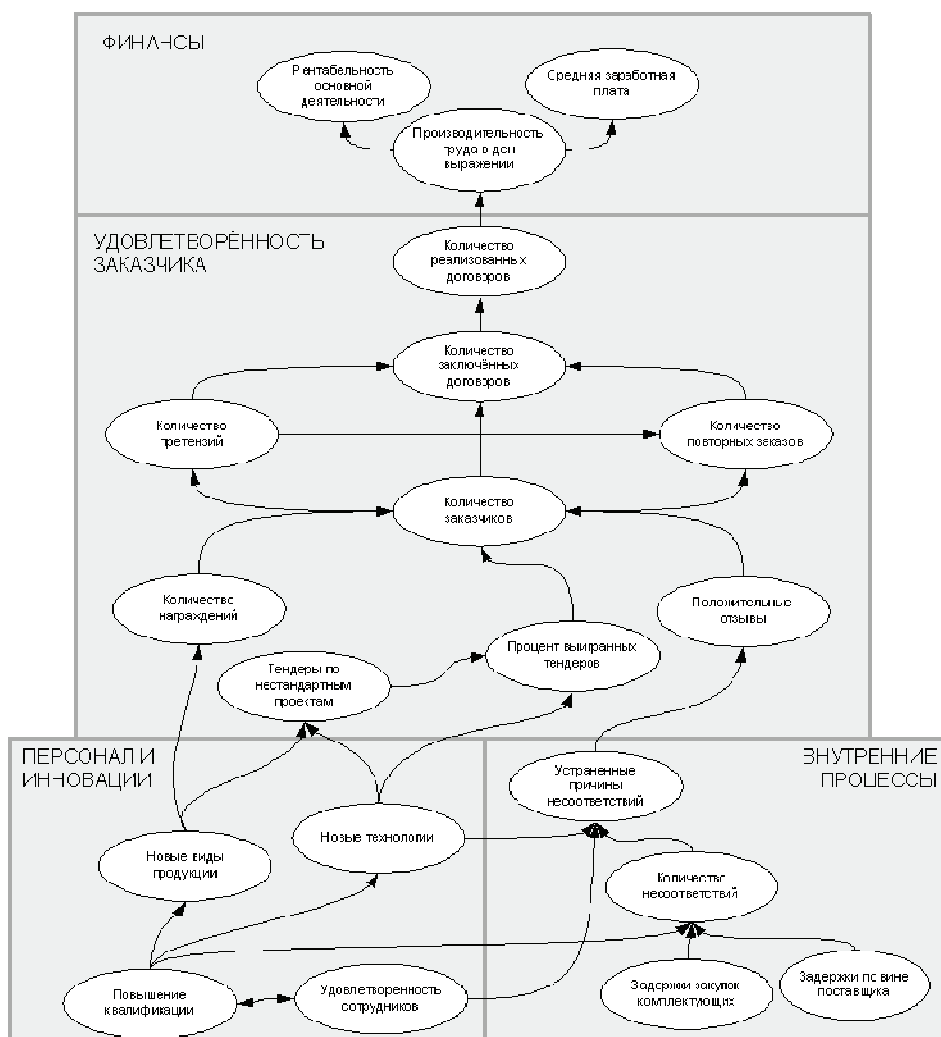 ФИНАНСЫ
Рентабельность
основной
деятельности
Средняя заработная
плата
Производительность
труда в ден
выражении
УДОВЛЕТВОРЁННОСТЬ
ЗАКАЗЧИКА
Количество
реализованных
договоров
Количество
заключённых
договоров
Количество
претензий
Количество
повторных заказов
Количество
заказчиков
Количество
награждений
Положительные
отзывы
Процент выигранных
тендеров
Тендеры по
нестандартным
проектам
ПЕРСОНАЛ И
ИННОВАЦИИ
ВНУТРЕННИЕ
ПРОЦЕССЫ
Устраненные
причины
несоответствий
Новые технологии
Новые виды
продукции
Количество
несоответствий
Повышение
квалификации
Удовлетворенность
сотрудников
Задержки закупок
комплектующих
Задержки по вине
поставщика